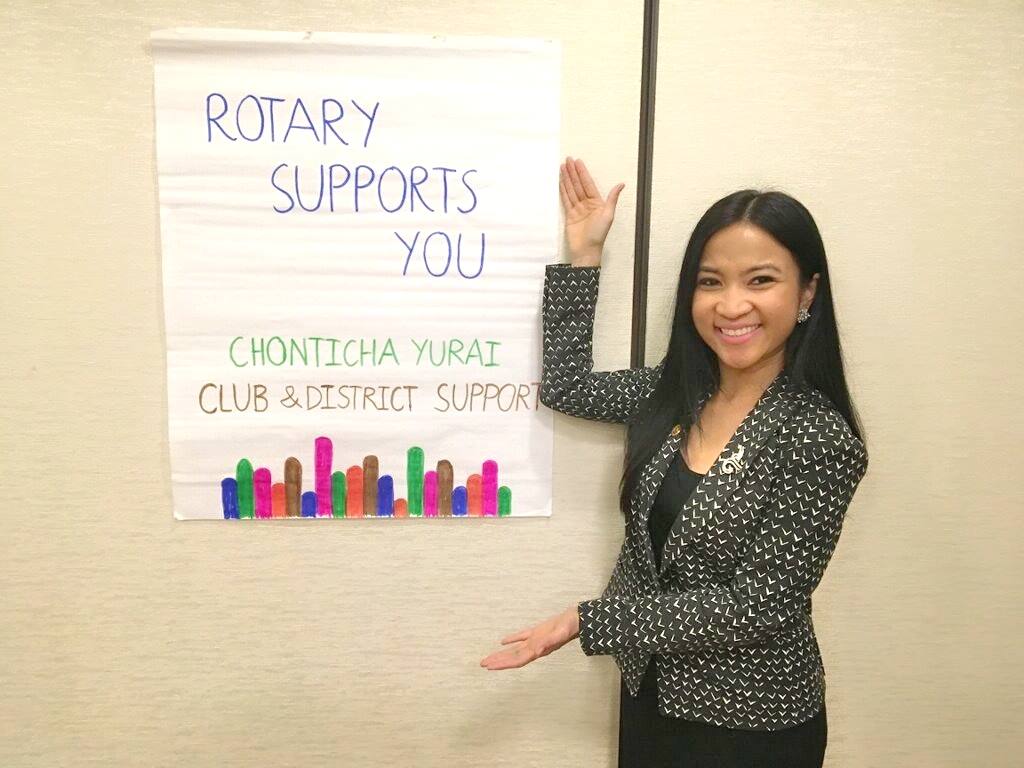 ROTARY
SUPPORTS
YOU
CHONTICHA YURAI
CLUB & DISTRICT SUPPORT